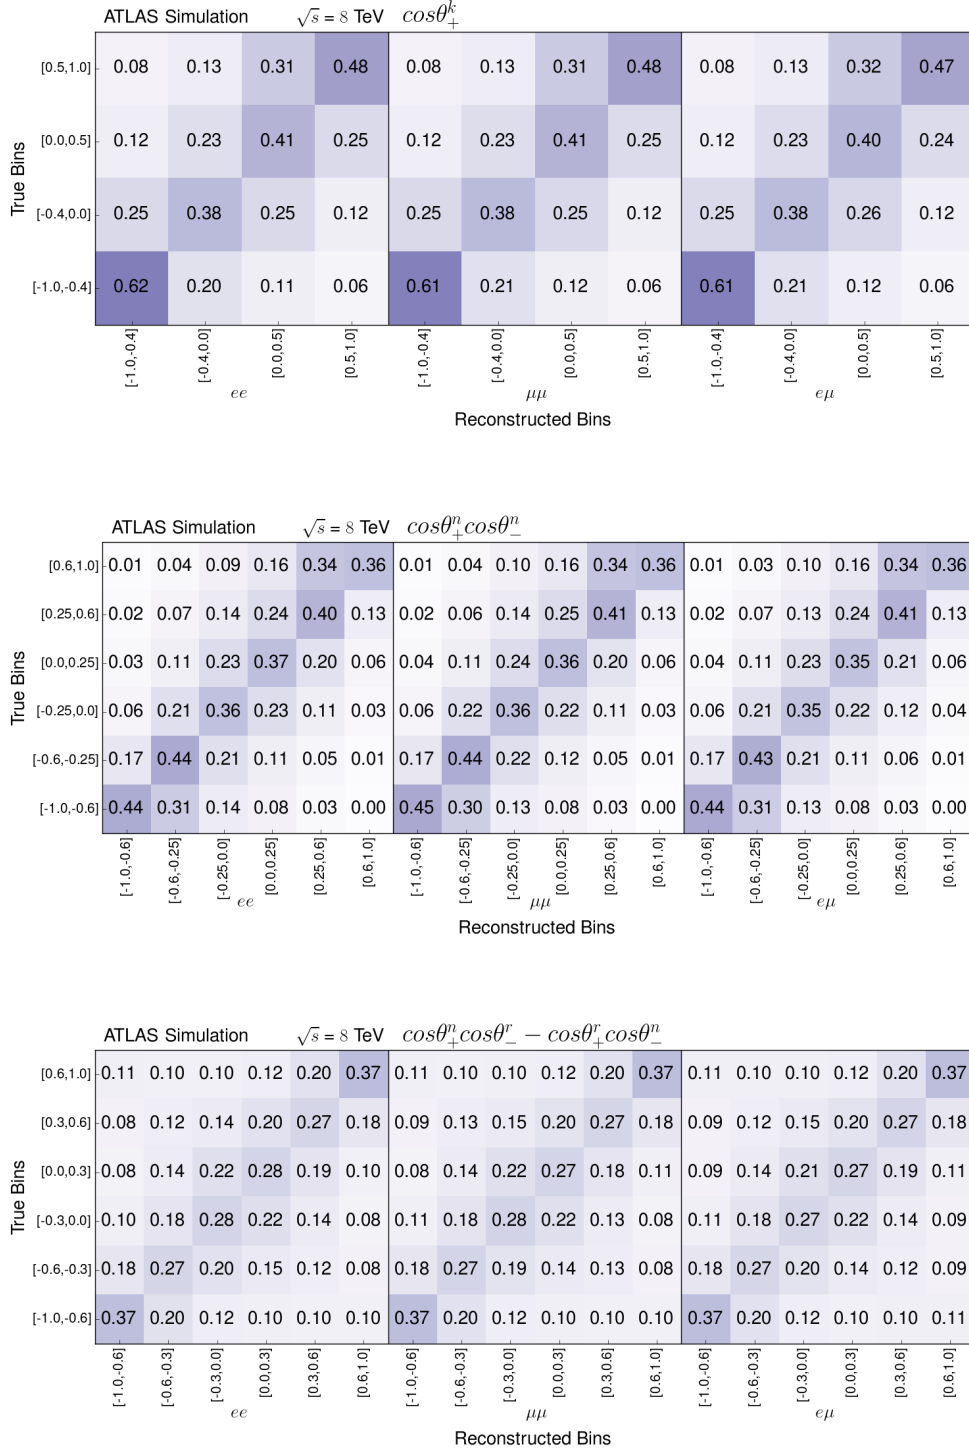 ATLAS Simulation √s = 8 TeV cosθ₊ᵏ
[0.5,1.0] 0.08 0.13 0.31 0.48 0.08 0.13 0.31 0.48 0.08 0.13 0.32 0.47
[0.0,0.5] 0.12 0.23 0.41 0.25 0.12 0.23 0.41 0.25 0.12 0.23 0.40 0.24
[-0.4,0.0] 0.25 0.38 0.25 0.12 0.25 0.38 0.25 0.12 0.25 0.38 0.26 0.12
[-1.0,-0.4] 0.62 0.20 0.11 0.06 0.61 0.21 0.12 0.06 0.61 0.21 0.12 0.06
True Bins
[-1.0,-0.4] [-0.4,0.0] [0.0,0.5] [0.5,1.0] [-1.0,-0.4] [-0.4,0.0] [0.0,0.5] [0.5,1.0] [-1.0,-0.4] [-0.4,0.0] [0.0,0.5] [0.5,1.0]
ee μμ eμ
Reconstructed Bins
ATLAS Simulation √s = 8 TeV cosθ₊ⁿcosθ₋ⁿ
[0.6,1.0] 0.01 0.04 0.09 0.16 0.34 0.36 0.01 0.04 0.10 0.16 0.34 0.36 0.01 0.03 0.10 0.16 0.34 0.36
[0.25,0.6] 0.02 0.07 0.14 0.24 0.40 0.13 0.02 0.06 0.14 0.25 0.41 0.13 0.02 0.07 0.13 0.24 0.41 0.13
[0.0,0.25] 0.03 0.11 0.23 0.37 0.20 0.06 0.04 0.11 0.24 0.36 0.20 0.06 0.04 0.11 0.23 0.35 0.21 0.06
[-0.25,0.0] 0.06 0.21 0.36 0.23 0.11 0.03 0.06 0.22 0.36 0.22 0.11 0.03 0.06 0.21 0.35 0.22 0.12 0.04
[-0.6,-0.25] 0.17 0.44 0.21 0.11 0.05 0.01 0.17 0.44 0.22 0.12 0.05 0.01 0.17 0.43 0.21 0.11 0.06 0.01
[-1.0,-0.6] 0.44 0.31 0.14 0.08 0.03 0.00 0.45 0.30 0.13 0.08 0.03 0.00 0.44 0.31 0.13 0.08 0.03 0.00
True Bins
[-1.0,-0.6] [-0.6,-0.25] [-0.25,0.0] [0.0,0.25] [0.25,0.6] [0.6,1.0] [-1.0,-0.6] [-0.6,-0.25] [-0.25,0.0] [0.0,0.25] [0.25,0.6] [0.6,1.0] [-1.0,-0.6] [-0.6,-0.25] [-0.25,0.0] [0.0,0.25] [0.25,0.6] [0.6,1.0]
ee μμ eμ
Reconstructed Bins
ATLAS Simulation √s = 8 TeV cosθ₊ⁿcosθ₋ʳ − cosθ₊ʳcosθ₋ⁿ
[0.6,1.0] 0.11 0.10 0.10 0.12 0.20 0.37 0.11 0.10 0.10 0.12 0.20 0.37 0.11 0.10 0.10 0.12 0.20 0.37
[0.3,0.6] 0.08 0.12 0.14 0.20 0.27 0.18 0.09 0.13 0.15 0.20 0.27 0.18 0.09 0.12 0.15 0.20 0.27 0.18
[0.0,0.3] 0.08 0.14 0.22 0.28 0.19 0.10 0.08 0.14 0.22 0.27 0.18 0.11 0.09 0.14 0.21 0.27 0.19 0.11
[-0.3,0.0] 0.10 0.18 0.28 0.22 0.14 0.08 0.11 0.18 0.28 0.22 0.13 0.08 0.11 0.18 0.27 0.22 0.14 0.09
[-0.6,-0.3] 0.18 0.27 0.20 0.15 0.12 0.08 0.18 0.27 0.19 0.14 0.13 0.08 0.18 0.27 0.20 0.14 0.12 0.09
[-1.0,-0.6] 0.37 0.20 0.12 0.10 0.10 0.10 0.37 0.20 0.12 0.10 0.10 0.10 0.37 0.20 0.12 0.10 0.10 0.11
True Bins
[-1.0,-0.6] [-0.6,-0.3] [-0.3,0.0] [0.0,0.3] [0.3,0.6] [0.6,1.0] [-1.0,-0.6] [-0.6,-0.3] [-0.3,0.0] [0.0,0.3] [0.3,0.6] [0.6,1.0] [-1.0,-0.6] [-0.6,-0.3] [-0.3,0.0] [0.0,0.3] [0.3,0.6] [0.6,1.0]
ee μμ eμ
Reconstructed Bins